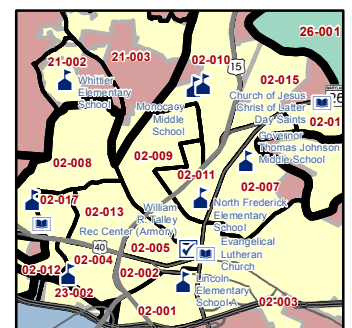 26-001
21-003
21-002
02-010
15
Whittier
Elementary
School
02-015
Church of Jesus
Christ of Latter
Day Saints
26
02-01
Monocacy
Middle
School
Governor
Thomas Johnson
Middle School
02-009
02-008
02-011
02-007
02-017
02-013
William
R. Talley
Rec Center (Armory)
North Frederick
Elementary
School
40
02-005
Evangelical
Lutheran
Church
02-004
02-012
02-002
Lincoln
Elementary
School-A
23-002
02-003
02-001